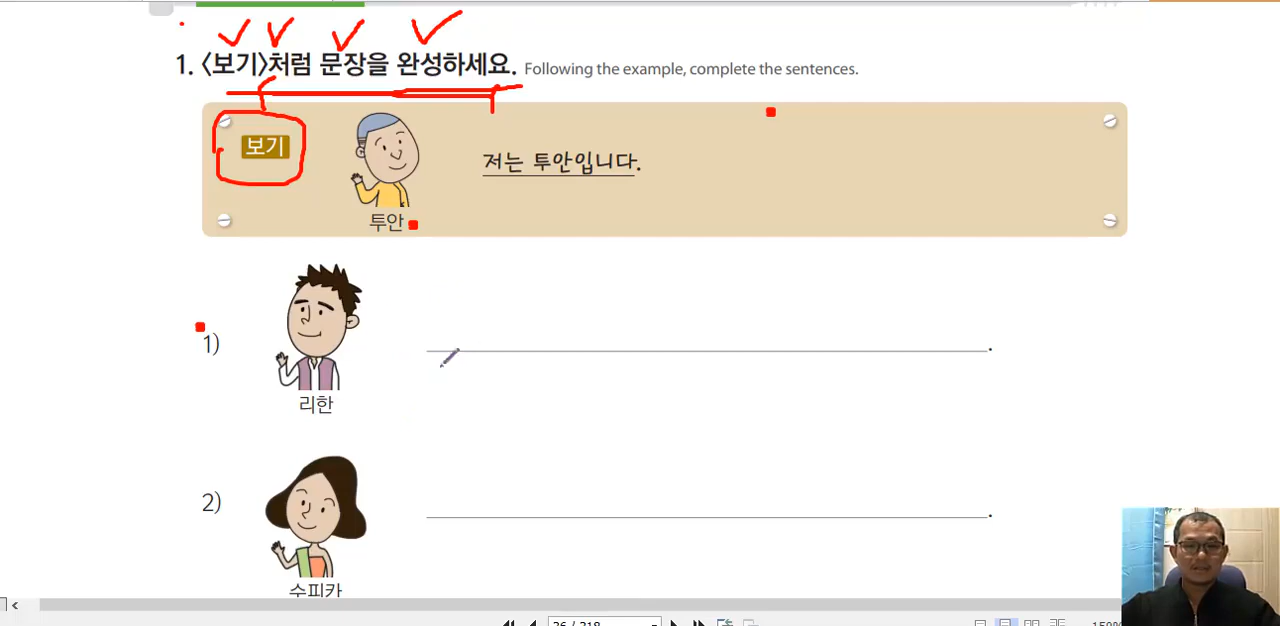 1. 〈보기〉처럼 문장을 완성하세요. Following the example, complete the sentences.
보기
저는 투안입니다.
투안
1)
리한
2)
수피카